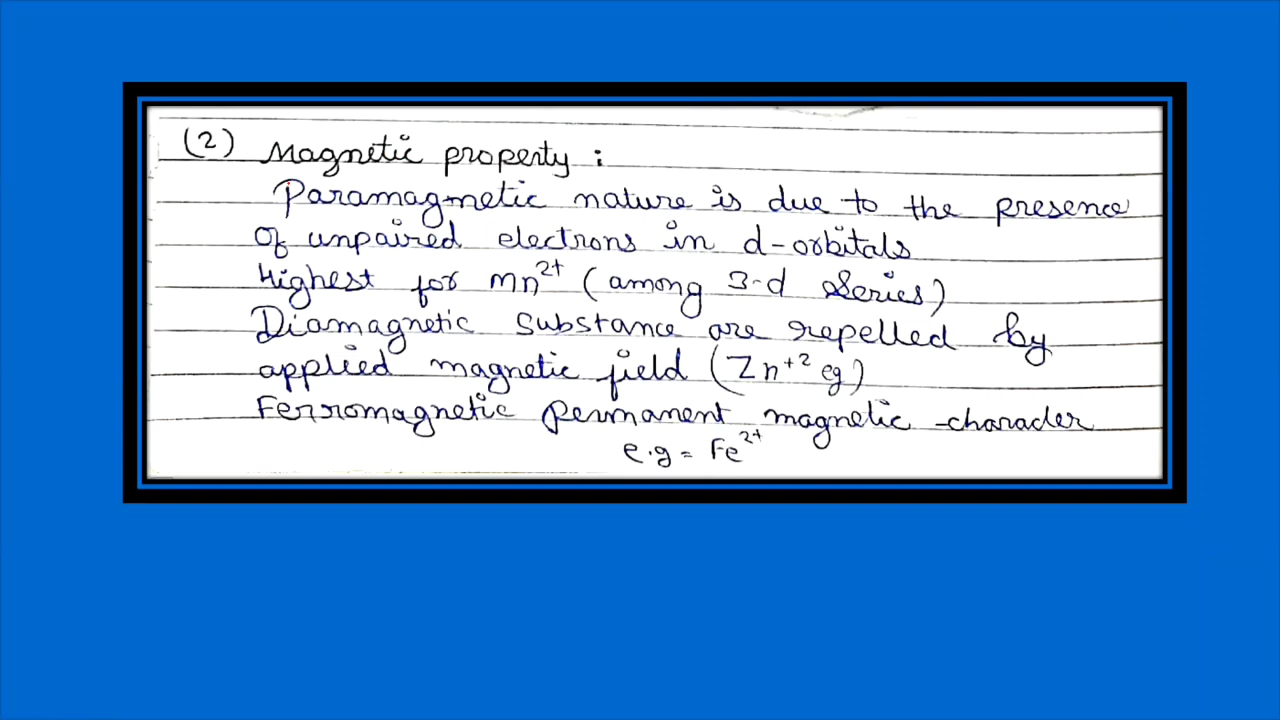 (2) Magnetic property :
Paramagnetic nature is due to the presence
of unpaired electrons in d-orbitals
Highest for Mn²⁺ (among 3-d Series)
Diamagnetic substance are repelled by
applied magnetic field (Zn⁺² eg)
Ferromagnetic permanent magnetic -character
e.g = Fe²⁺